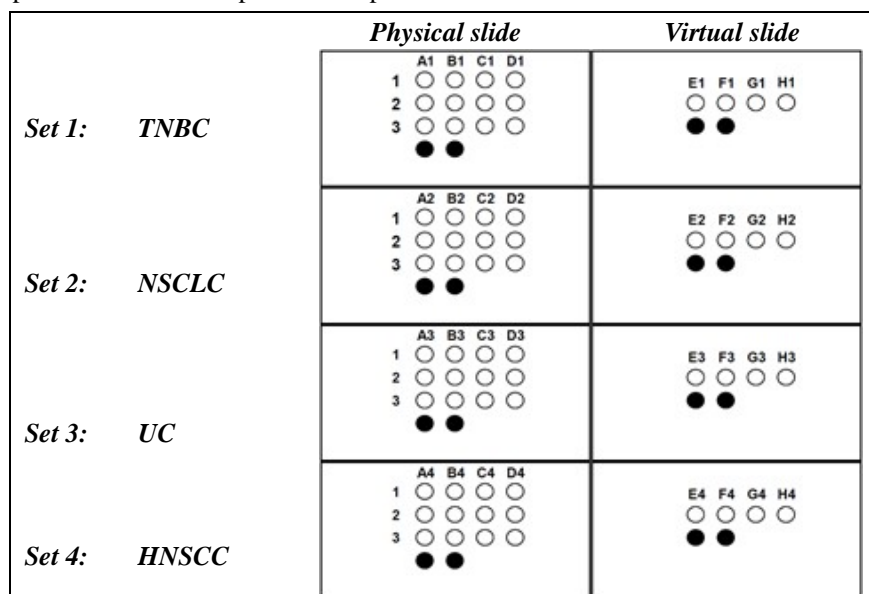 Physical slide Virtual slide
Set 1: TNBC
A1 B1 C1 D1
1
2
3
E1 F1 G1 H1
Set 2: NSCLC
A2 B2 C2 D2
1
2
3
E2 F2 G2 H2
Set 3: UC
A3 B3 C3 D3
1
2
3
E3 F3 G3 H3
Set 4: HNSCC
A4 B4 C4 D4
1
2
3
E4 F4 G4 H4